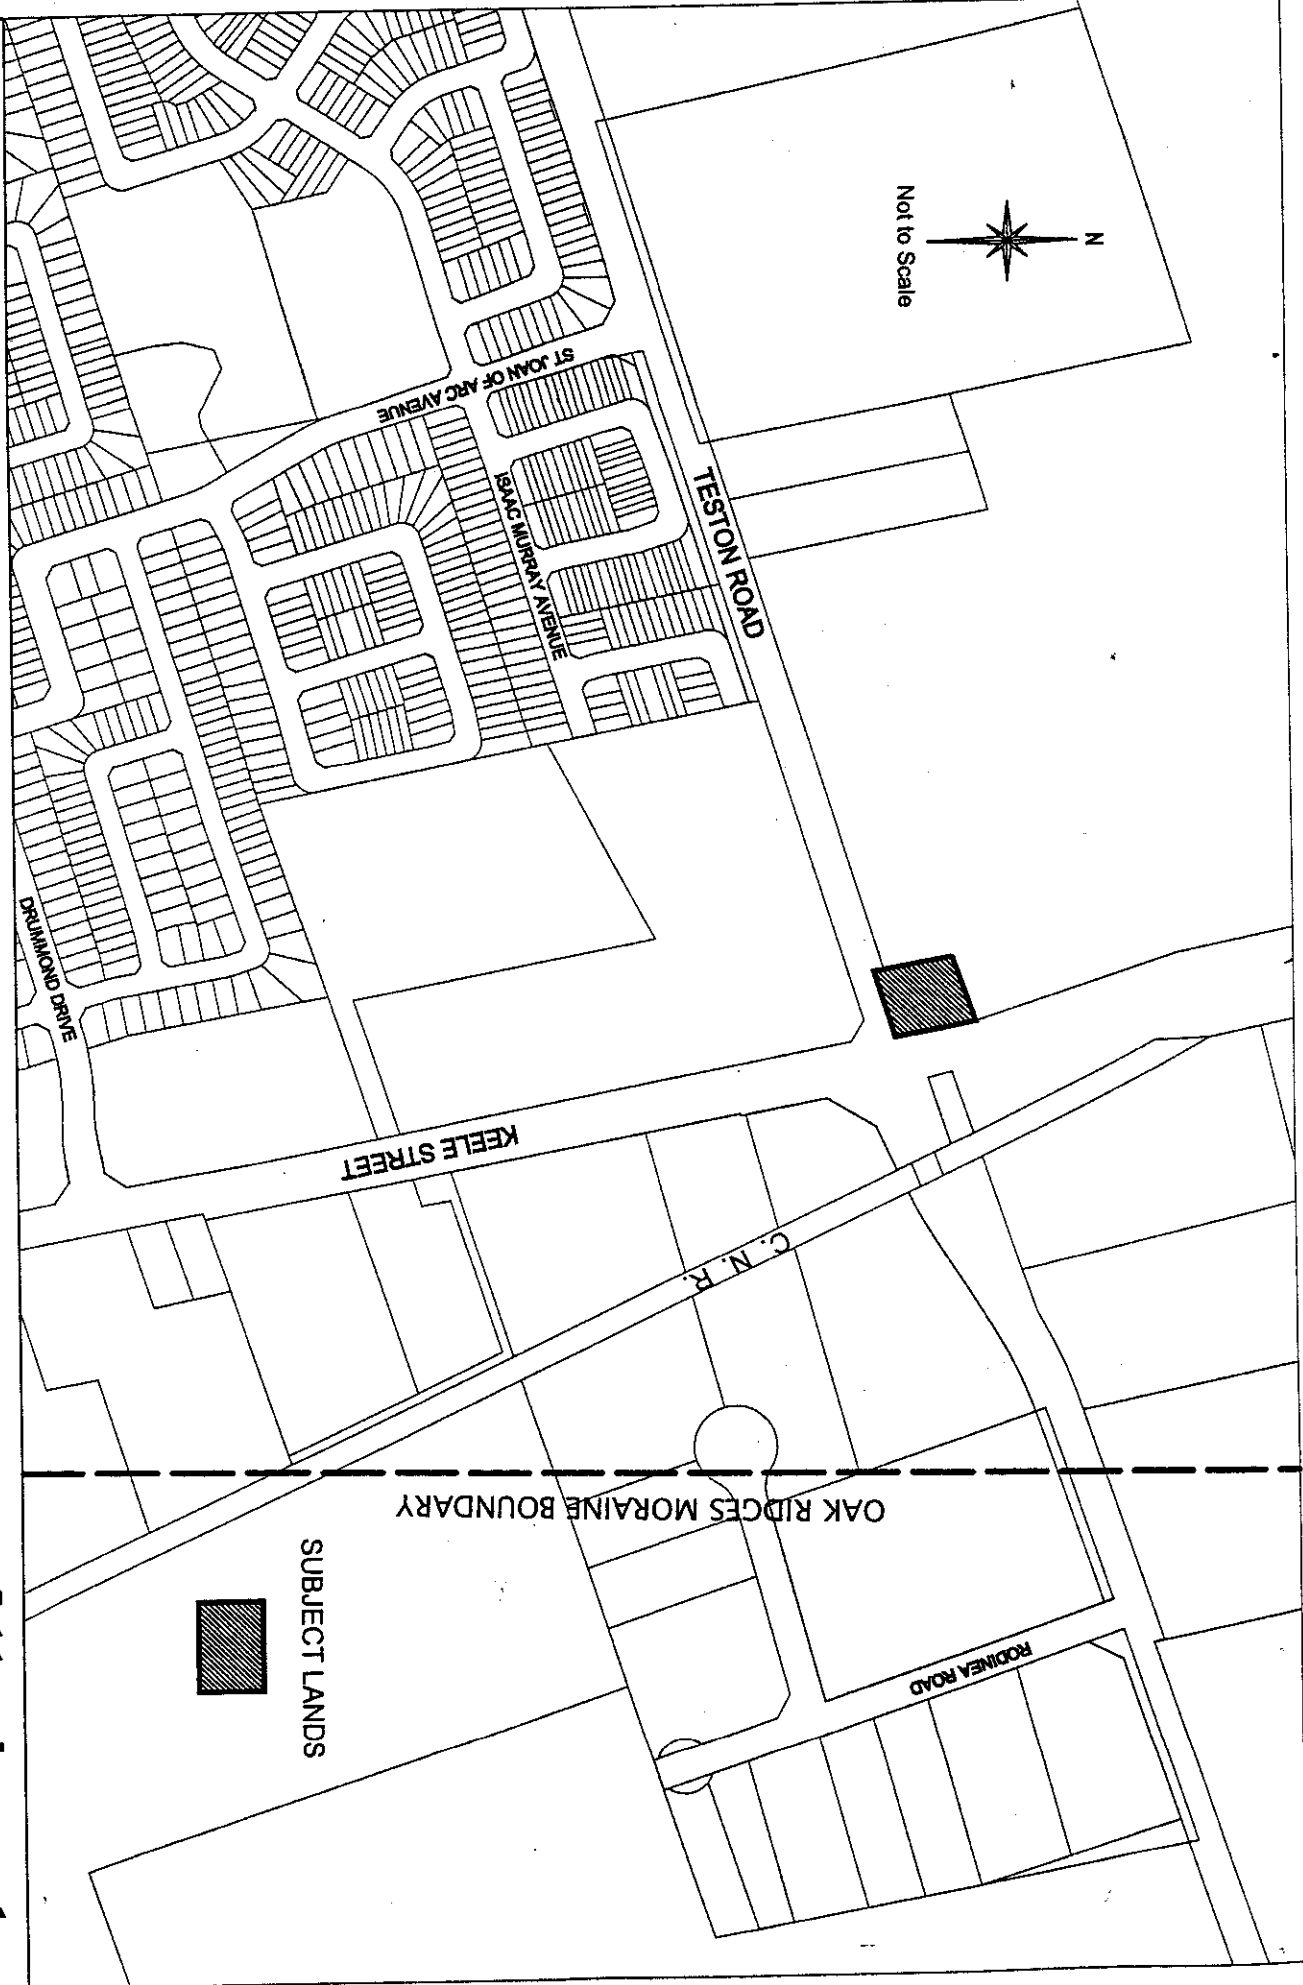 N
Not to Scale
TESTON ROAD
ST JOAN OF ARC AVENUE
ISAAC MURRAY AVENUE
DRUMMOND DRIVE
KEELE STREET
C. N. R.
OAK RIDGES MORAINE BOUNDARY
RODINEA ROAD
SUBJECT LANDS